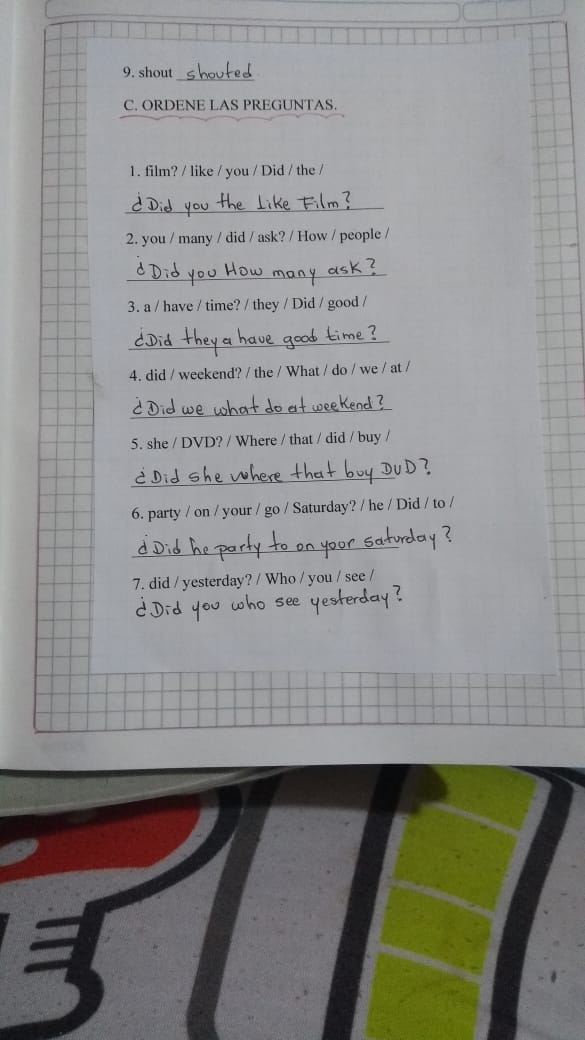 9. shout shouted
C. ORDENE LAS PREGUNTAS.
1. film? / like / you / Did / the /
¿Did you the Like Film?
2. you / many / did / ask? / How / people /
¿Did you How many ask?
3. a / have / time? / they / Did / good /
¿Did they a have good time?
4. did / weekend? / the / What / do / we / at /
¿Did we what do at weekend?
5. she / DVD? / Where / that / did / buy /
¿Did she where that buy DVD?
6. party / on / your / go / Saturday? / he / Did / to /
¿Did he party to on your saturday?
7. did / yesterday? / Who / you / see /
¿Did you who see yesterday?